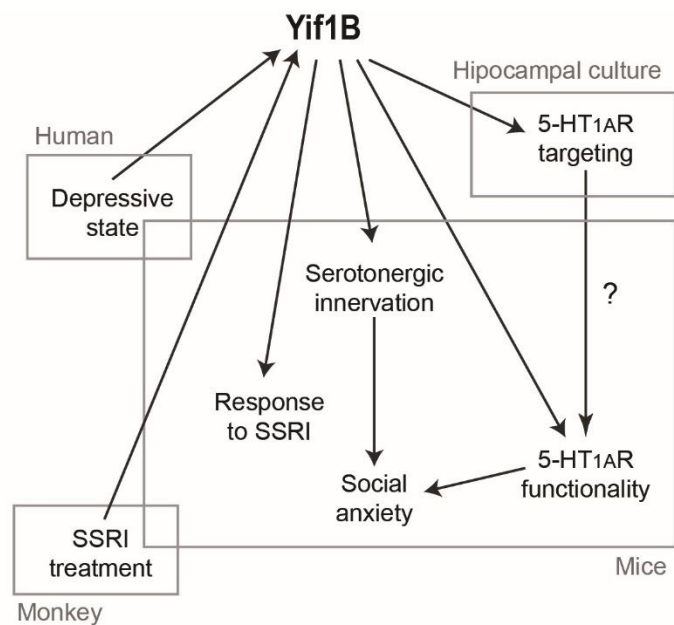 Yif1B
Hipocampal culture
5-HT1AR
targeting
Human
Depressive
state
Serotonergic
innervation
?
Response
to SSRI
5-HT1AR
functionality
Social
anxiety
SSRI
treatment
Mice
Monkey